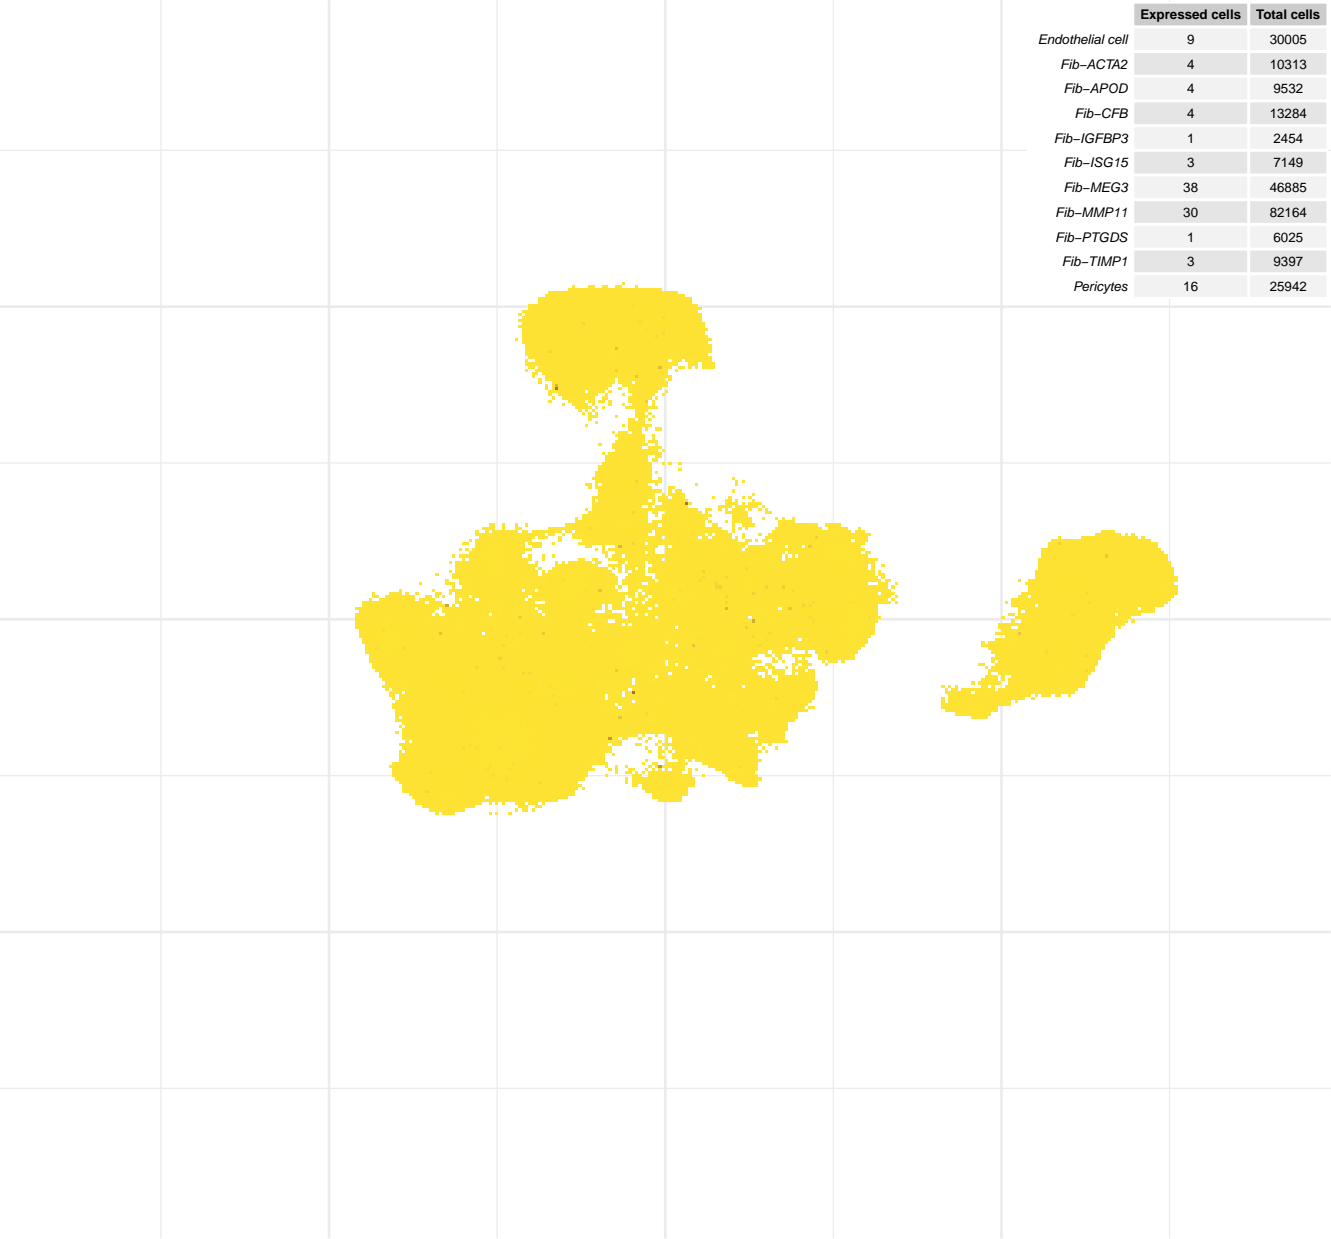 Expressed cells Total cells
Endothelial cell 9 30005
Fib−ACTA2 4 10313
Fib−APOD 4 9532
Fib−CFB 4 13284
Fib−IGFBP3 1 2454
Fib−ISG15 3 7149
Fib−MEG3 38 46885
Fib−MMP11 30 82164
Fib−PTGDS 1 6025
Fib−TIMP1 3 9397
Pericytes 16 25942